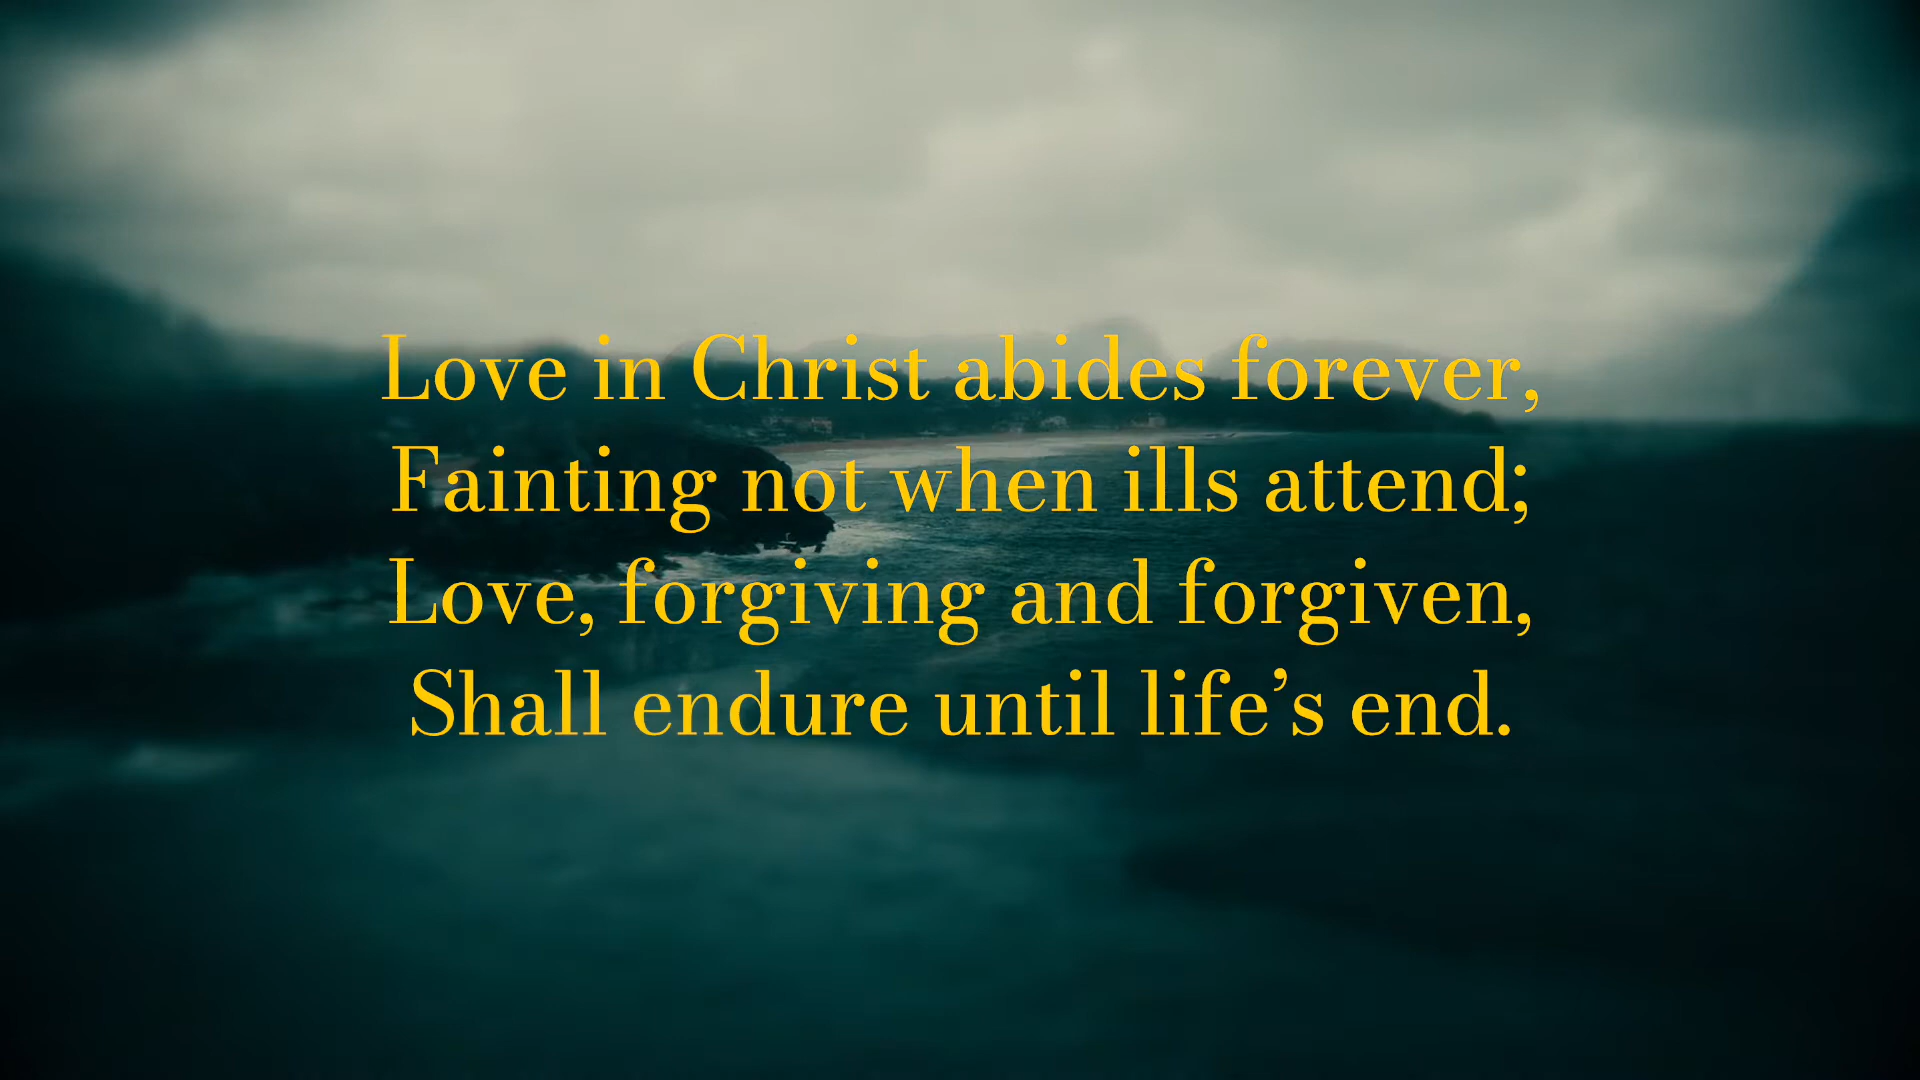 Love in Christ abides forever,
Fainting not when ills attend;
Love, forgiving and forgiven,
Shall endure until life’s end.